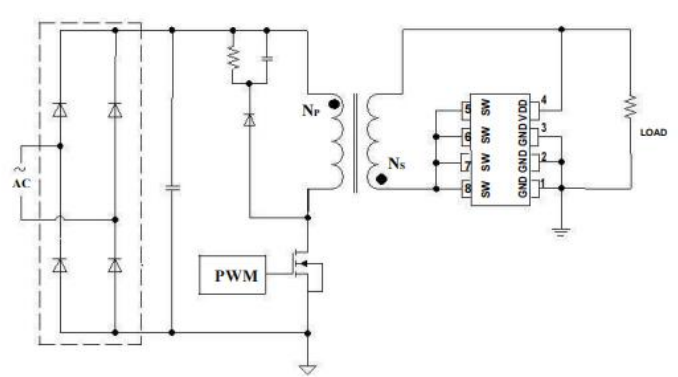 ~
AC
PWM
NP
NS
5 SW
6 SW
7 SW
8 SW
VDD 4
GND 3
GND 2
GND 1
LOAD